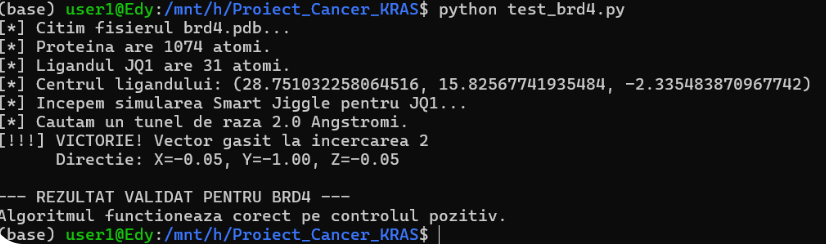 (base) user1@Edy:/mnt/h/Proiect_Cancer_KRAS$ python test_brd4.py
[*] Citim fisierul brd4.pdb...
[*] Proteina are 1074 atomi.
[*] Ligandul JQ1 are 31 atomi.
[*] Centrul ligandului: (28.751032258064516, 15.82567741935484, -2.335483870967742)
[*] Incepem simularea Smart Jiggle pentru JQ1...
[*] Cautam un tunel de raza 2.0 Angstromi.
[!!!] VICTORIE! Vector gasit la incercarea 2
Directie: X=-0.05, Y=-1.00, Z=-0.05
--- REZULTAT VALIDAT PENTRU BRD4 ---
Algoritmul functioneaza corect pe controlul pozitiv.
(base) user1@Edy:/mnt/h/Proiect_Cancer_KRAS$